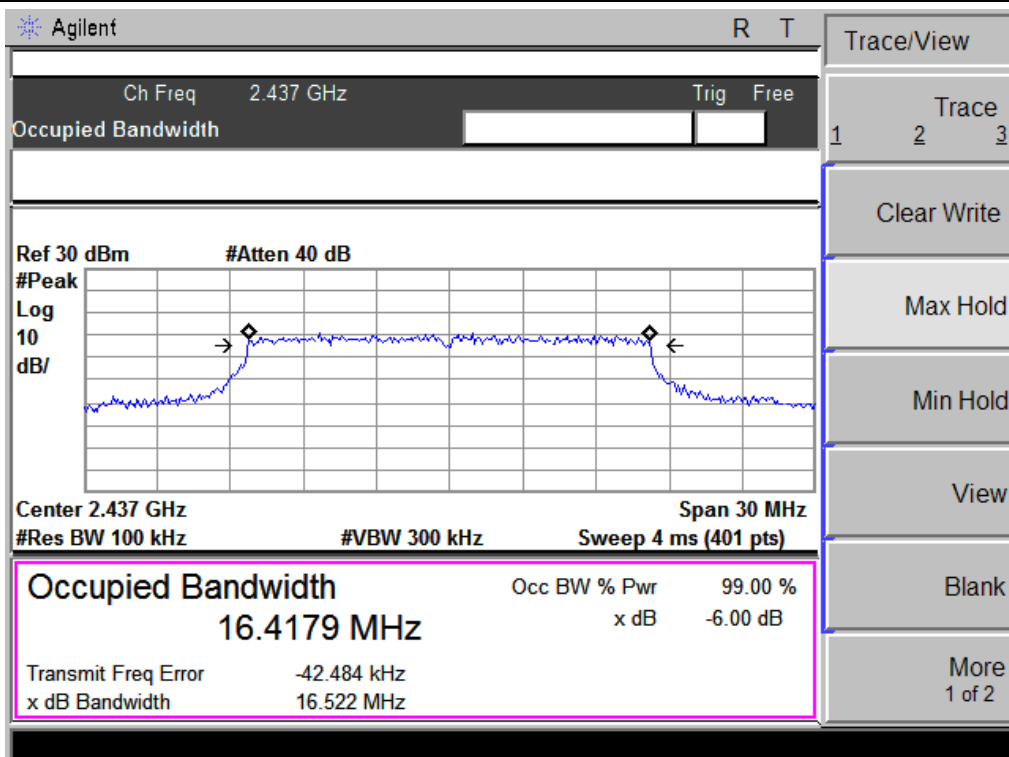 Agilent R T
Trace/View
Ch Freq 2.437 GHz Trig Free
Occupied Bandwidth
Trace
1 2 3
Clear Write
Ref 30 dBm #Atten 40 dB
#Peak
Log
10
dB/
Max Hold
Min Hold
Center 2.437 GHz Span 30 MHz
#Res BW 100 kHz #VBW 300 kHz Sweep 4 ms (401 pts)
View
Occupied Bandwidth Occ BW % Pwr 99.00 %
16.4179 MHz x dB -6.00 dB
Blank
Transmit Freq Error -42.484 kHz
x dB Bandwidth 16.522 MHz
More
1 of 2